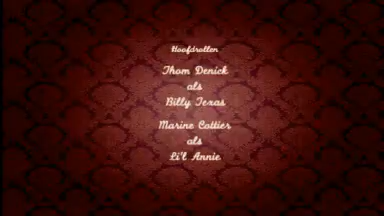 Hoofdrollen
Thom Denick
als
Billy Texas
Marine Cottier
als
Li'l Annie